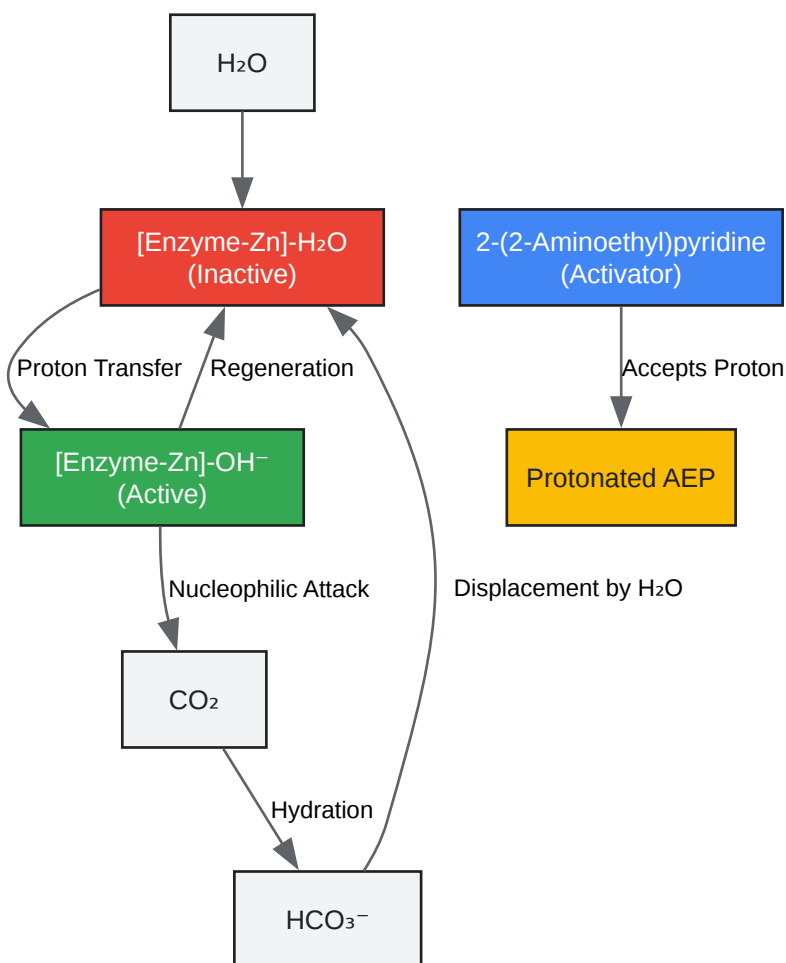 H₂O
[Enzyme-Zn]-H₂O
(Inactive)
2-(2-Aminoethyl)pyridine
(Activator)
Proton Transfer
Regeneration
Accepts Proton
[Enzyme-Zn]-OH⁻
(Active)
Protonated AEP
Nucleophilic Attack
Displacement by H₂O
CO₂
Hydration
HCO₃⁻